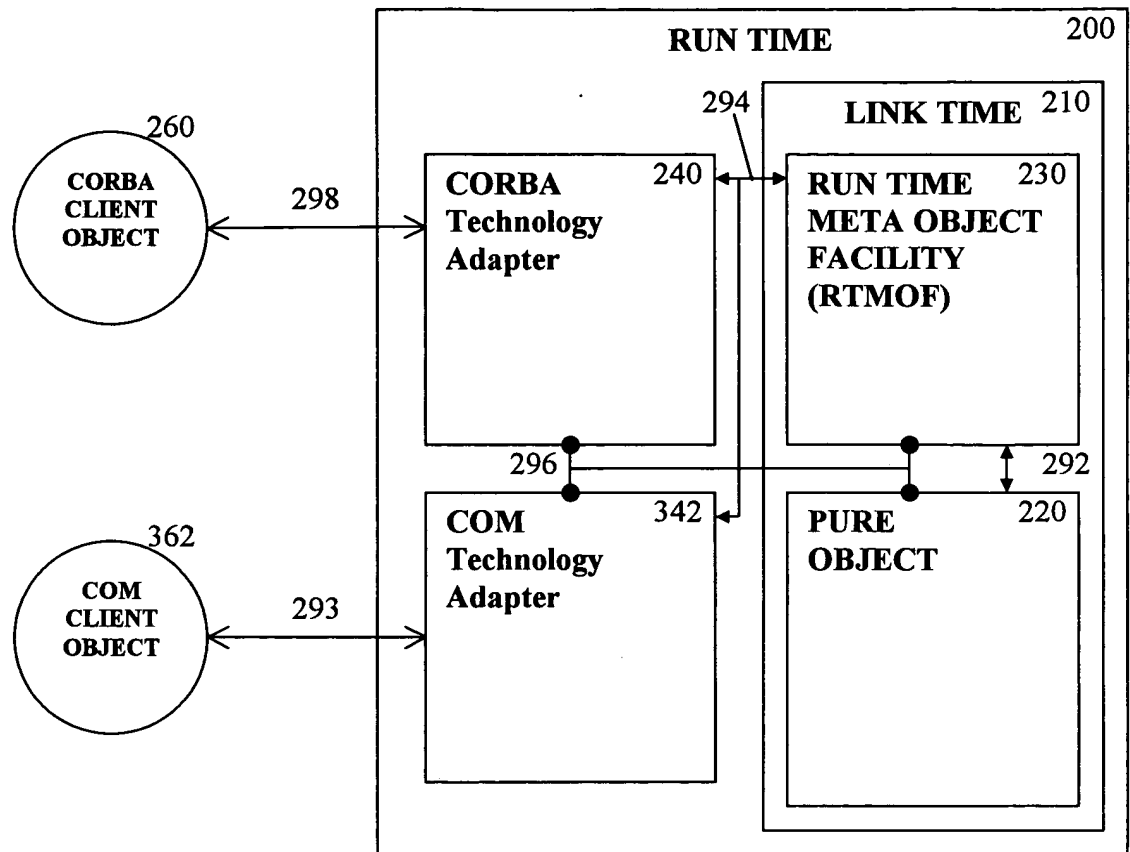 RUN TIME
200
294
LINK TIME
210
260
CORBA
CLIENT
OBJECT
298
CORBA
Technology
Adapter
240
RUN TIME
META OBJECT
FACILITY
(RTMOF)
230
296
292
362
COM
CLIENT
OBJECT
293
COM
Technology
Adapter
342
PURE
OBJECT
220